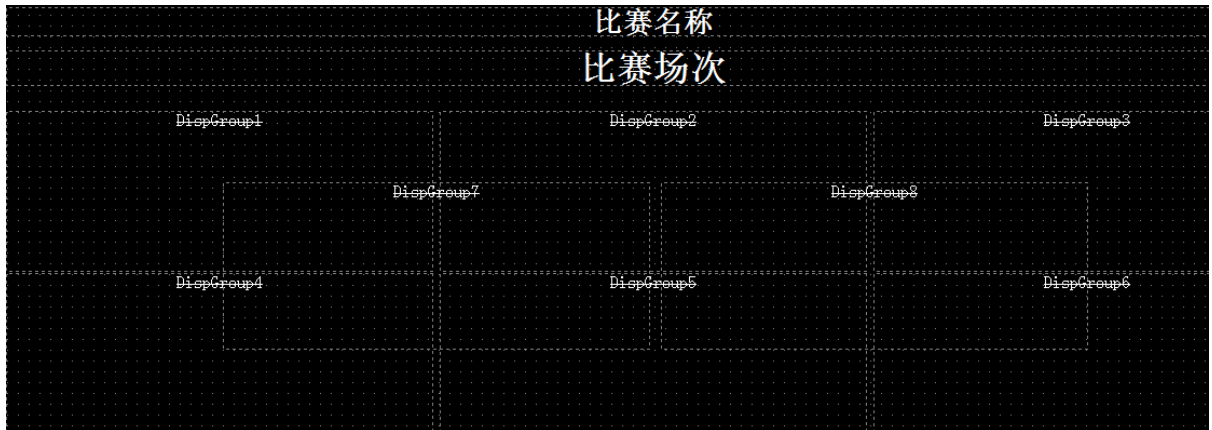 比赛名称
比赛场次
DispGroup1 DispGroup2 DispGroup3
DispGroup7 DispGroup8
DispGroup4 DispGroup5 DispGroup6